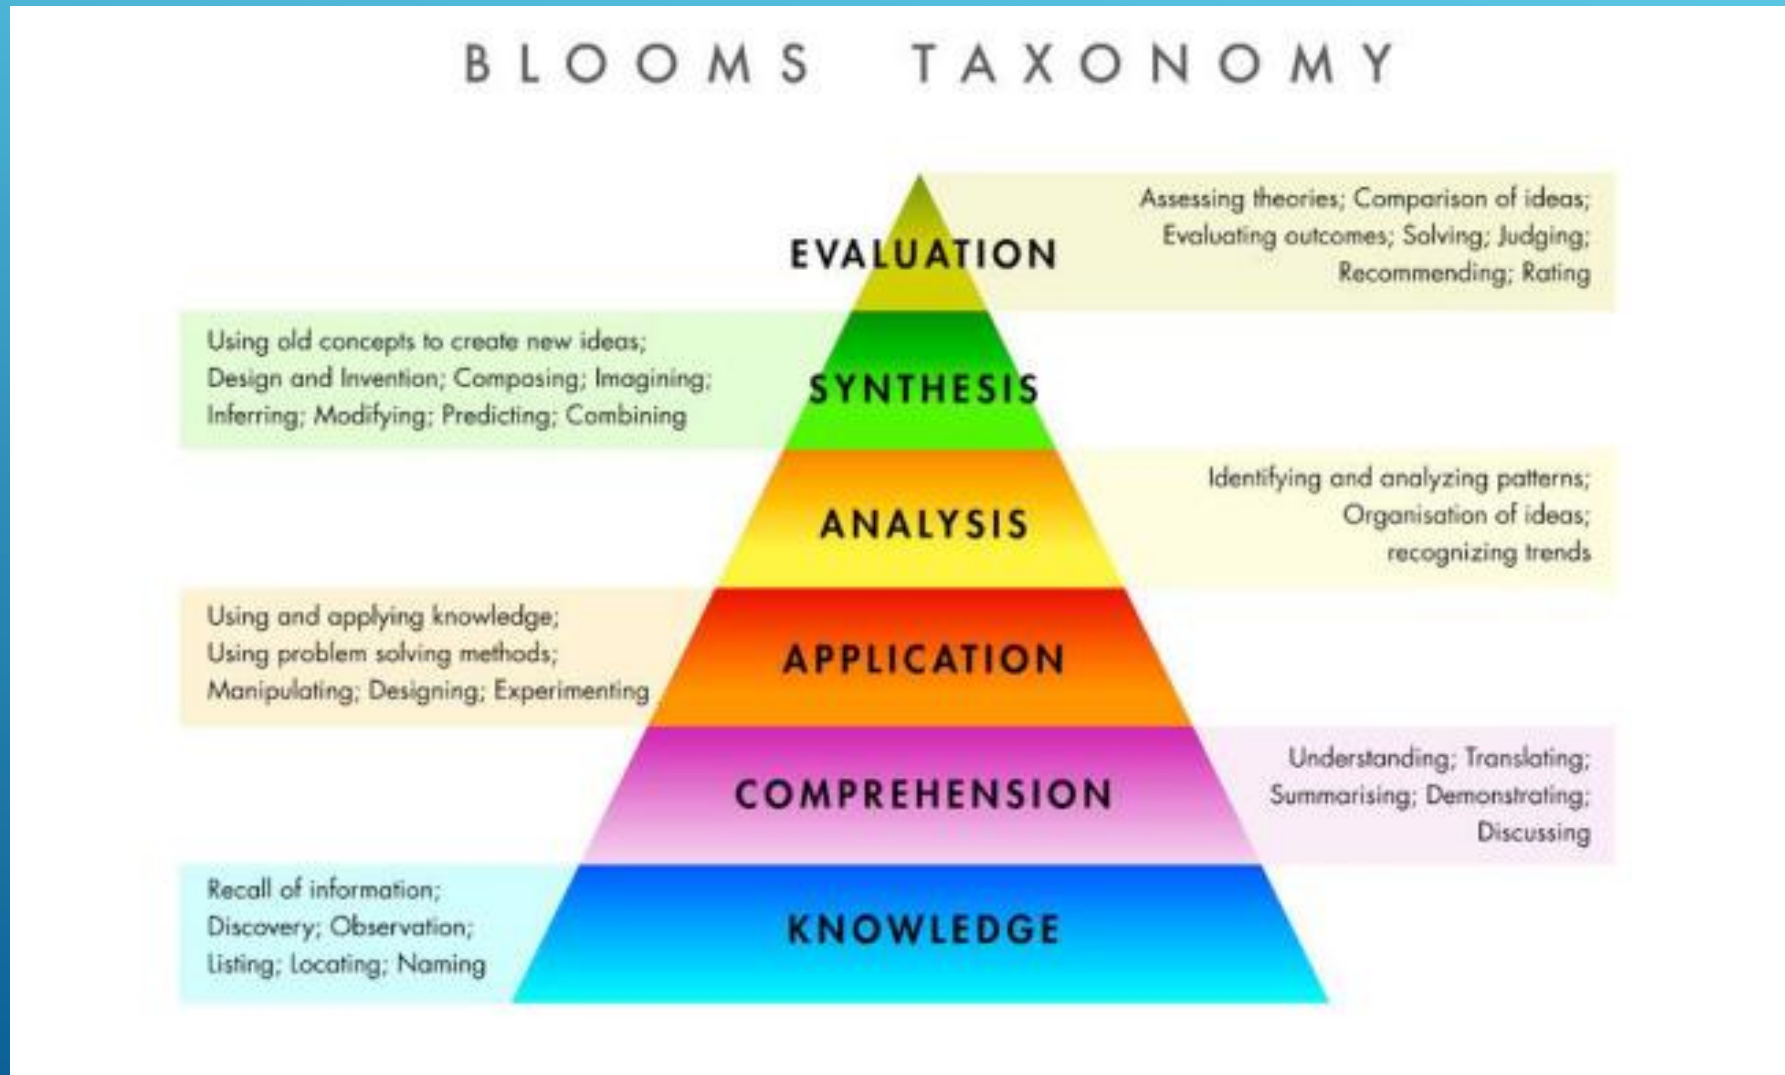 BLOOMS TAXONOMY
EVALUATION
Assessing theories; Comparison of ideas;
Evaluating outcomes; Solving; Judging;
Recommending; Rating
Using old concepts to create new ideas;
Design and Invention; Composing; Imagining;
Inferring; Modifying; Predicting; Combining
SYNTHESIS
ANALYSIS
Identifying and analyzing patterns;
Organisation of ideas;
recognizing trends
Using and applying knowledge;
Using problem solving methods;
Manipulating; Designing; Experimenting
APPLICATION
COMPREHENSION
Understanding; Translating;
Summarising; Demonstrating;
Discussing
Recall of information;
Discovery; Observation;
Listing; Locating; Naming
KNOWLEDGE